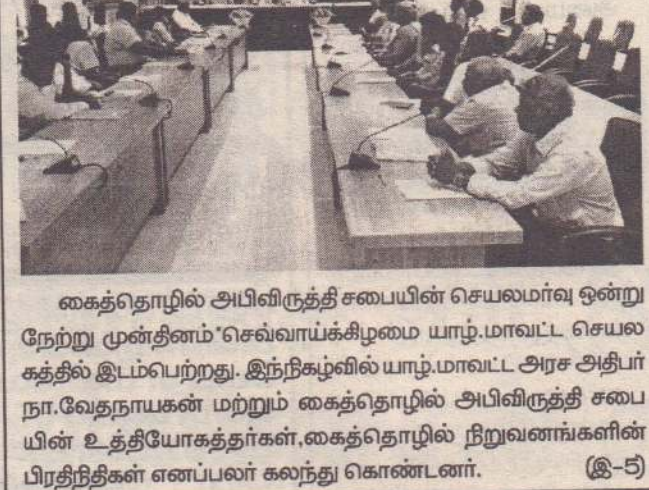 கைத்தொழில் அபிவிருத்தி சபையின் செயலமர்வு ஒன்று
நேற்று முன்தினம் செவ்வாய்க்கிழமை யாழ்.மாவட்ட செயல
கத்தில் இடம்பெற்றது. இந்நிகழ்வில் யாழ்.மாவட்ட அரச அதிபர்
நா.வேதநாயகன் மற்றும் கைத்தொழில் அபிவிருத்தி சபை
யின் உத்தியோகத்தர்கள்,கைத்தொழில் நிறுவனங்களின்
பிரதிநிதிகள் எனப்பலர் கலந்து கொண்டனர். (இ-5)